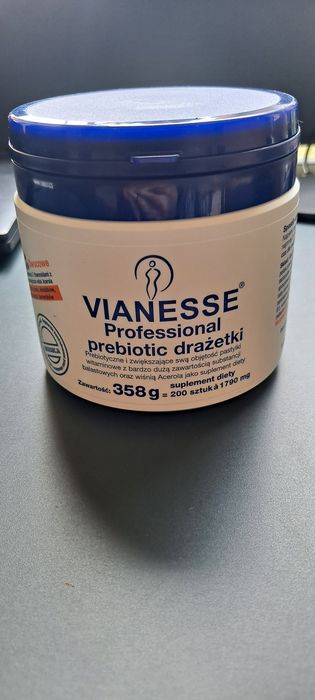 VIANESSE®
Professional
prebiotic drażetki
Prebiotyczne i zwiększające swą objętość pastylki
witaminowe z bardzo dużą zawartością substancji
balastowych oraz wiśnią Acerola jako suplement diety
suplement diety
Zawartość: 358 g = 200 sztuk à 1790 mg